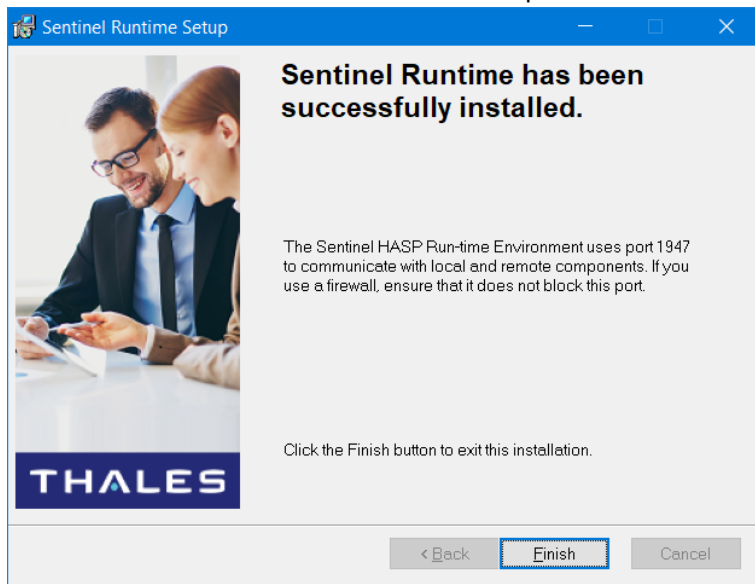 Sentinel Runtime Setup
Sentinel Runtime has been
successfully installed.
The Sentinel HASP Run-time Environment uses port 1947
to communicate with local and remote components. If you
use a firewall, ensure that it does not block this port.
Click the Finish button to exit this installation.
THALES
< Back Finish Cancel